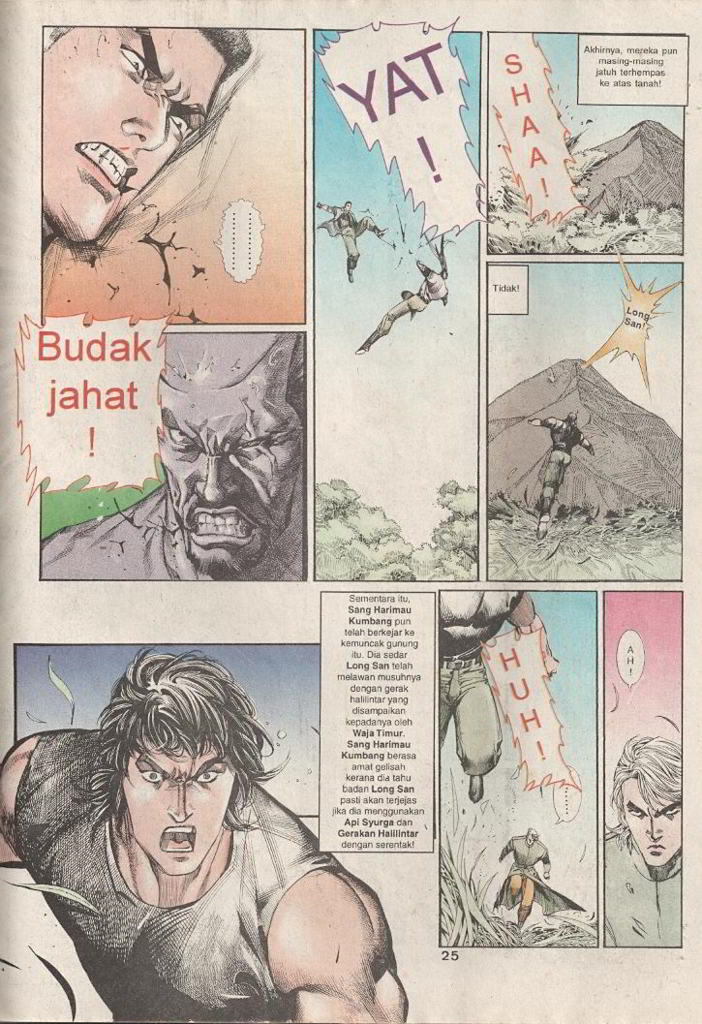 Budak
jahat
!
YAT
!
SHAA!
Akhirnya, mereka pun
masing-masing
jatuh terhempas
ke atas tanah!
Tidak!
Long
San!
Sementara itu,
Sang Harimau
Kumbang pun
telah berkejar ke
kemuncak gunung
itu. Dia sedar
Long San telah
melawan musuhnya
dengan gerak
halilintar yang
disampaikan
kepadanya oleh
Waja Timur.
Sang Harimau
Kumbang berasa
amat gelisah
kerana dia tahu
badan Long San
pasti akan terjejas
jika dia menggunakan
Api Syurga dan
Gerakan Halilintar
dengan serentak!
HUH!
AH!
25